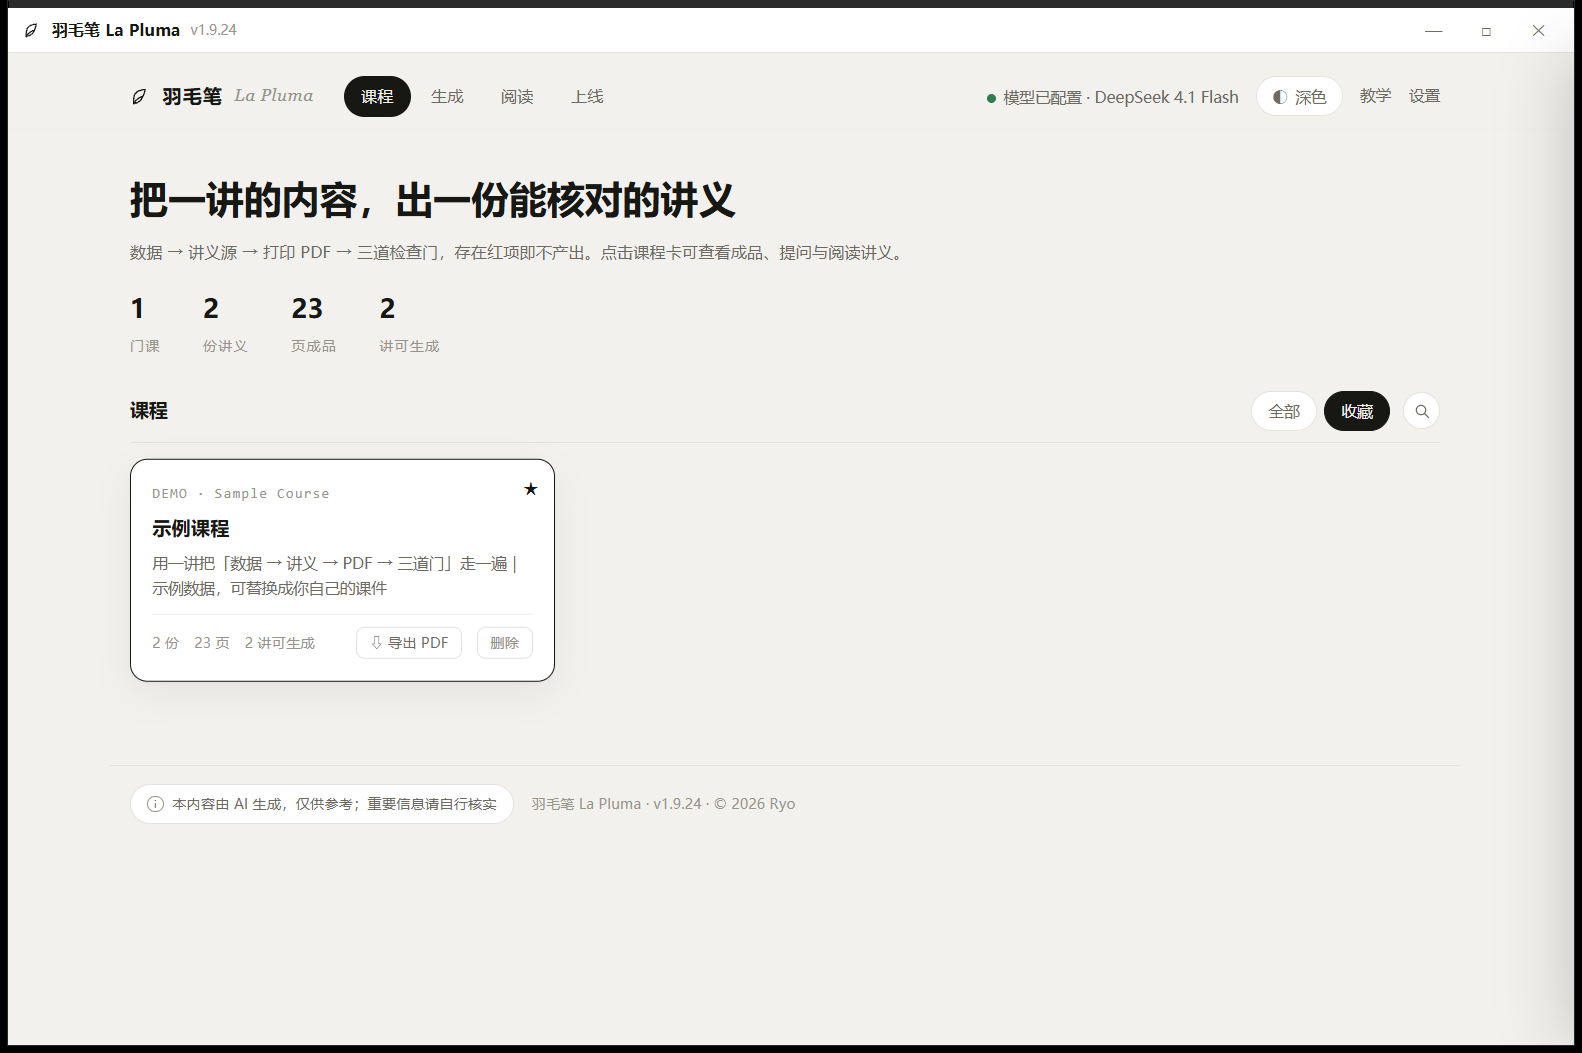 羽毛笔 La Pluma v1.9.24
羽毛笔 La Pluma 课程 生成 阅读 上线 模型已配置 · DeepSeek 4.1 Flash 深色 教学 设置
把一讲的内容，出一份能核对的讲义
数据 → 讲义源 → 打印 PDF → 三道检查门，存在红项即不产出。点击课程卡可查看成品、提问与阅读讲义。
1 2 23 2
门课 份讲义 页成品 讲可生成
课程 全部 收藏
DEMO · Sample Course
示例课程
用一讲把「数据 → 讲义 → PDF → 三道门」走一遍 |
示例数据，可替换成你自己的课件
2 份 23 页 2 讲可生成 导出 PDF 删除
本内容由 AI 生成，仅供参考；重要信息请自行核实 羽毛笔 La Pluma · v1.9.24 · © 2026 Ryo